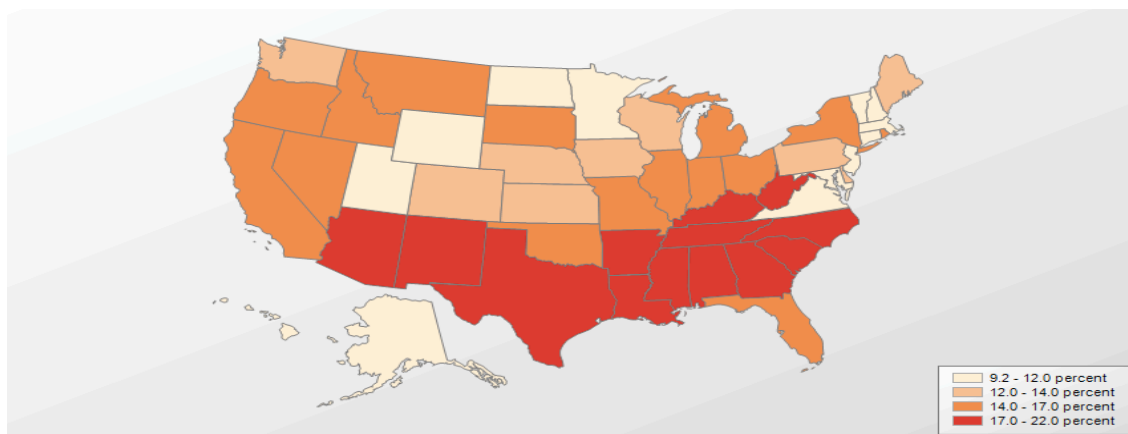 9.2 - 12.0 percent
12.0 - 14.0 percent
14.0 - 17.0 percent
17.0 - 22.0 percent